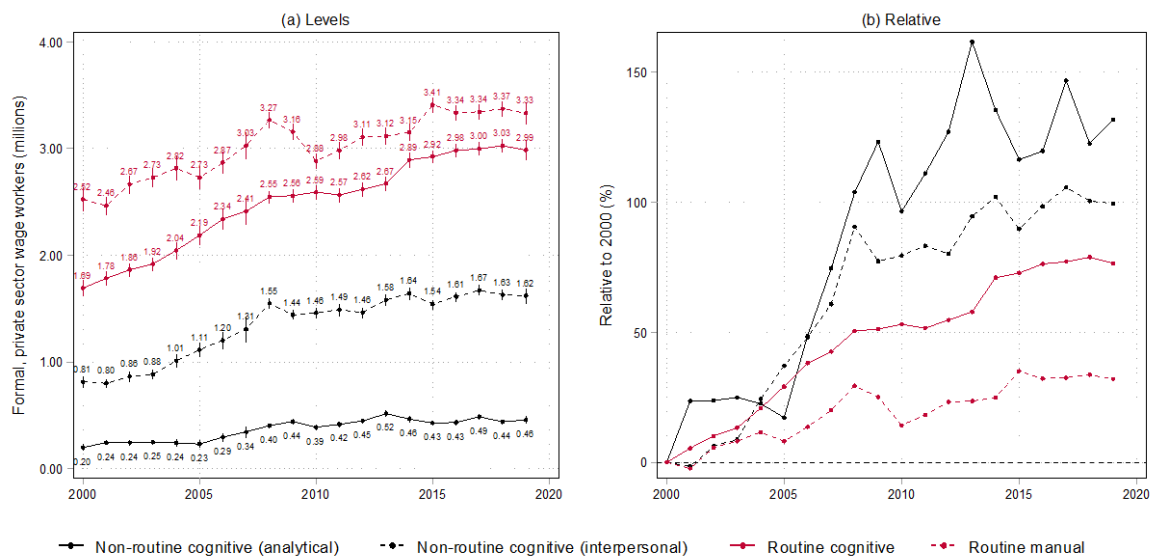 (a) Levels
(b) Relative
Formal, private sector wage workers (millions)
4.00
3.00
2.00
1.00
0.00
2.52 2.46 2.67 2.73 2.82 2.73 2.87 3.03 3.27 3.16 2.88 2.98 3.11 3.12 3.15 3.41 3.34 3.34 3.37 3.33
1.69 1.78 1.86 1.92 2.04 2.19 2.34 2.41 2.55 2.56 2.59 2.57 2.62 2.67 2.89 2.92 2.98 3.00 3.03 2.99
0.81 0.80 0.86 0.88 1.01 1.11 1.20 1.31 1.55 1.44 1.46 1.49 1.46 1.58 1.64 1.54 1.61 1.67 1.63 1.62
0.20 0.24 0.24 0.25 0.24 0.23 0.29 0.34 0.40 0.44 0.39 0.42 0.45 0.52 0.46 0.43 0.43 0.49 0.44 0.46
2000 2005 2010 2015 2020
Relative to 2000 (%)
150
100
50
0
2000 2005 2010 2015 2020
Non-routine cognitive (analytical) Non-routine cognitive (interpersonal) Routine cognitive Routine manual